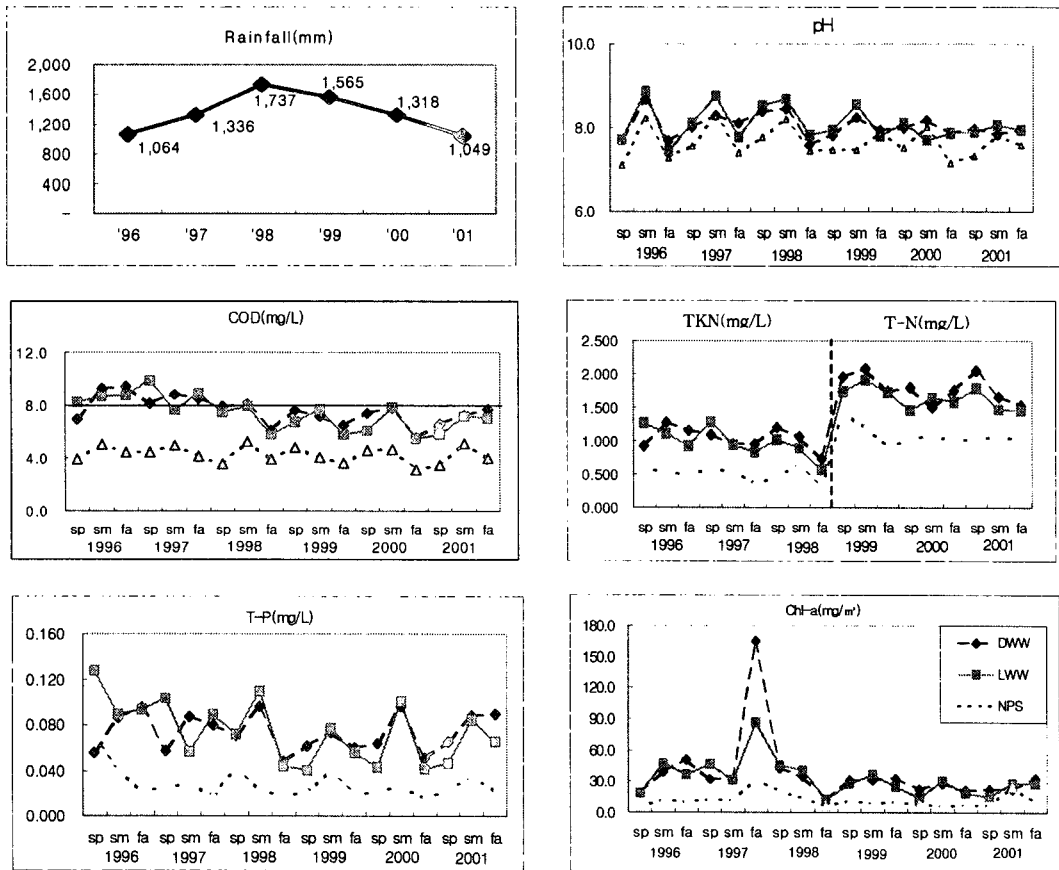 Rainfall(mm)
2,000
1,600
1,200
800
400
-
1,064
1,336
1,737
1,565
1,318
1,049
'96 '97 '98 '99 '00 '01
pH
10.0
8.0
6.0
sp sm fa sp sm fa sp sm fa sp sm fa sp sm fa sp sm fa
1996 1997 1998 1999 2000 2001
COD(mg/L)
12.0
8.0
4.0
0.0
sp sm fa sp sm fa sp sm fa sp sm fa sp sm fa sp sm fa
1996 1997 1998 1999 2000 2001
TKN(mg/L) T-N(mg/L)
2.500
2.000
1.500
1.000
0.500
0.000
sp sm fa sp sm fa sp sm fa sp sm fa sp sm fa sp sm fa
1996 1997 1998 1999 2000 2001
T-P(mg/L)
0.160
0.120
0.080
0.040
0.000
sp sm fa sp sm fa sp sm fa sp sm fa sp sm fa sp sm fa
1996 1997 1998 1999 2000 2001
Chl-a(mg/㎥)
180.0
150.0
120.0
90.0
60.0
30.0
0.0
DWW
LWW
NPS
sp sm fa sp sm fa sp sm fa sp sm fa sp sm fa sp sm fa
1996 1997 1998 1999 2000 2001